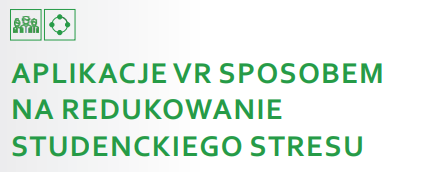 APLIKACJE VR SPOSOBEM
NA REDUKOWANIE
STUDENCKIEGO STRESU